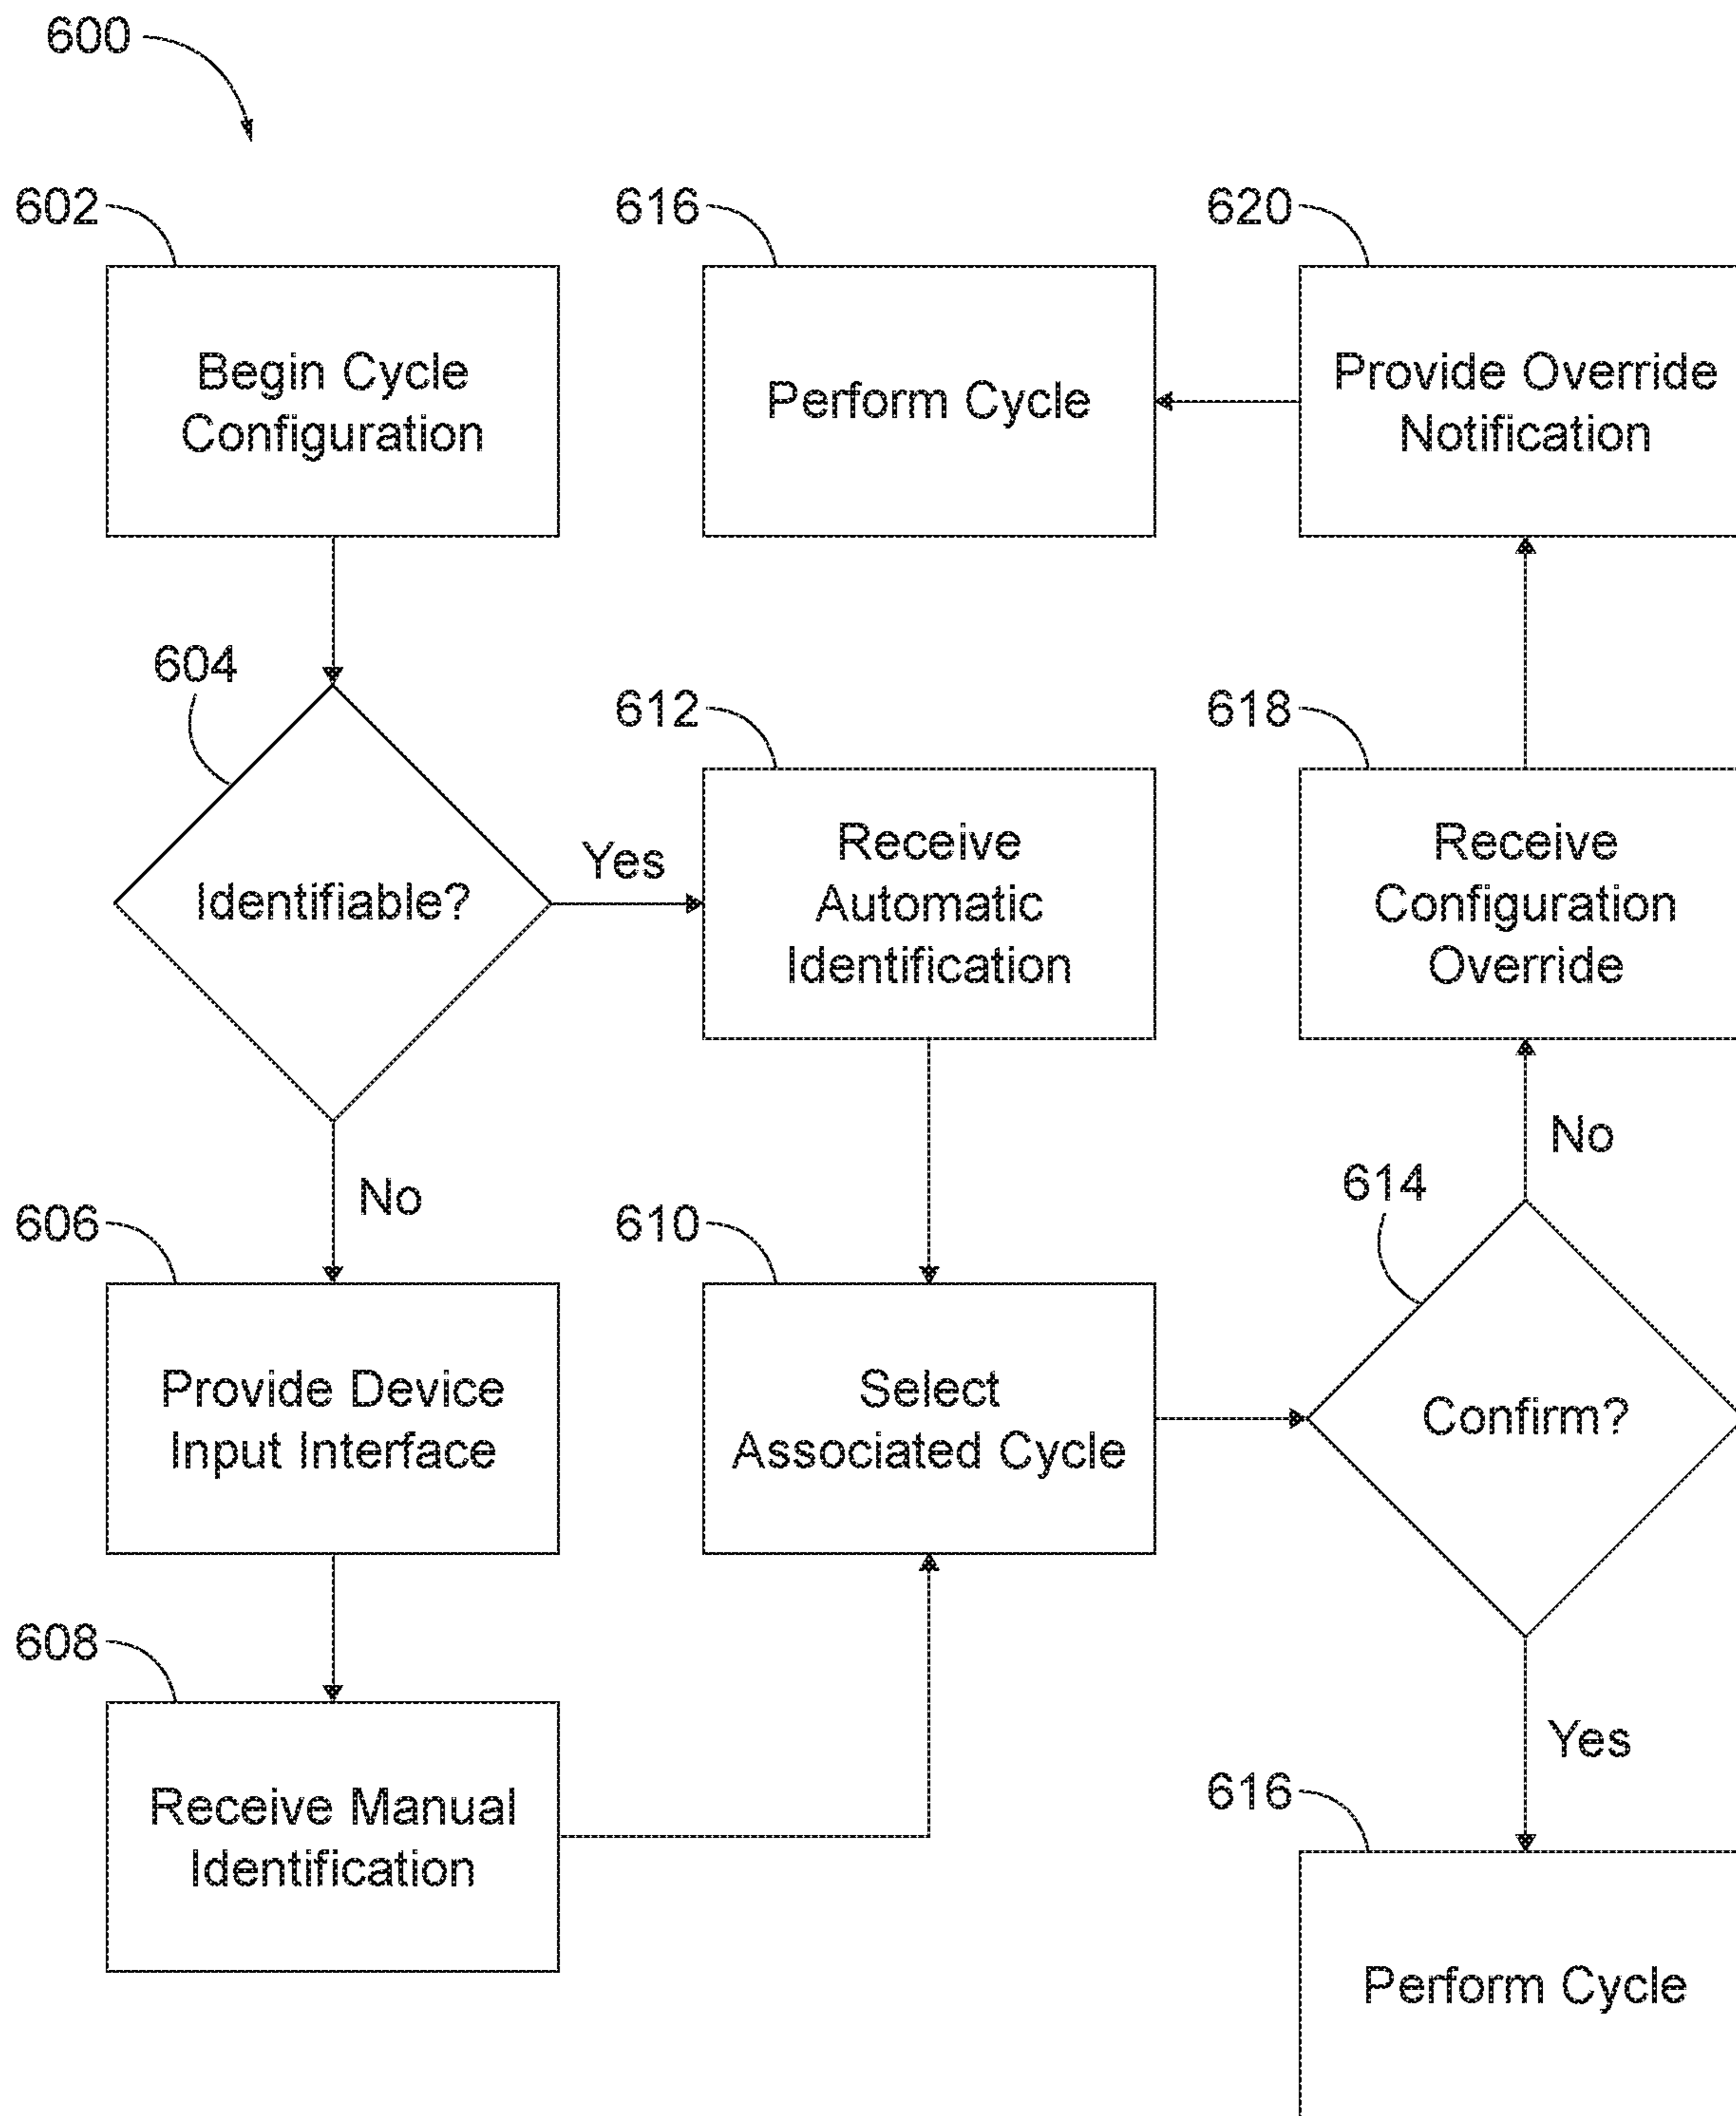 600
602
616
620
Begin Cycle
Configuration
Perform Cycle
Provide Override
Notification
604
612
618
Identifiable?
Yes
Receive
Automatic
Identification
Receive
Configuration
Override
No
No
606
610
614
Provide Device
Input Interface
Select
Associated Cycle
Confirm?
608
Yes
Receive Manual
Identification
616
Perform Cycle